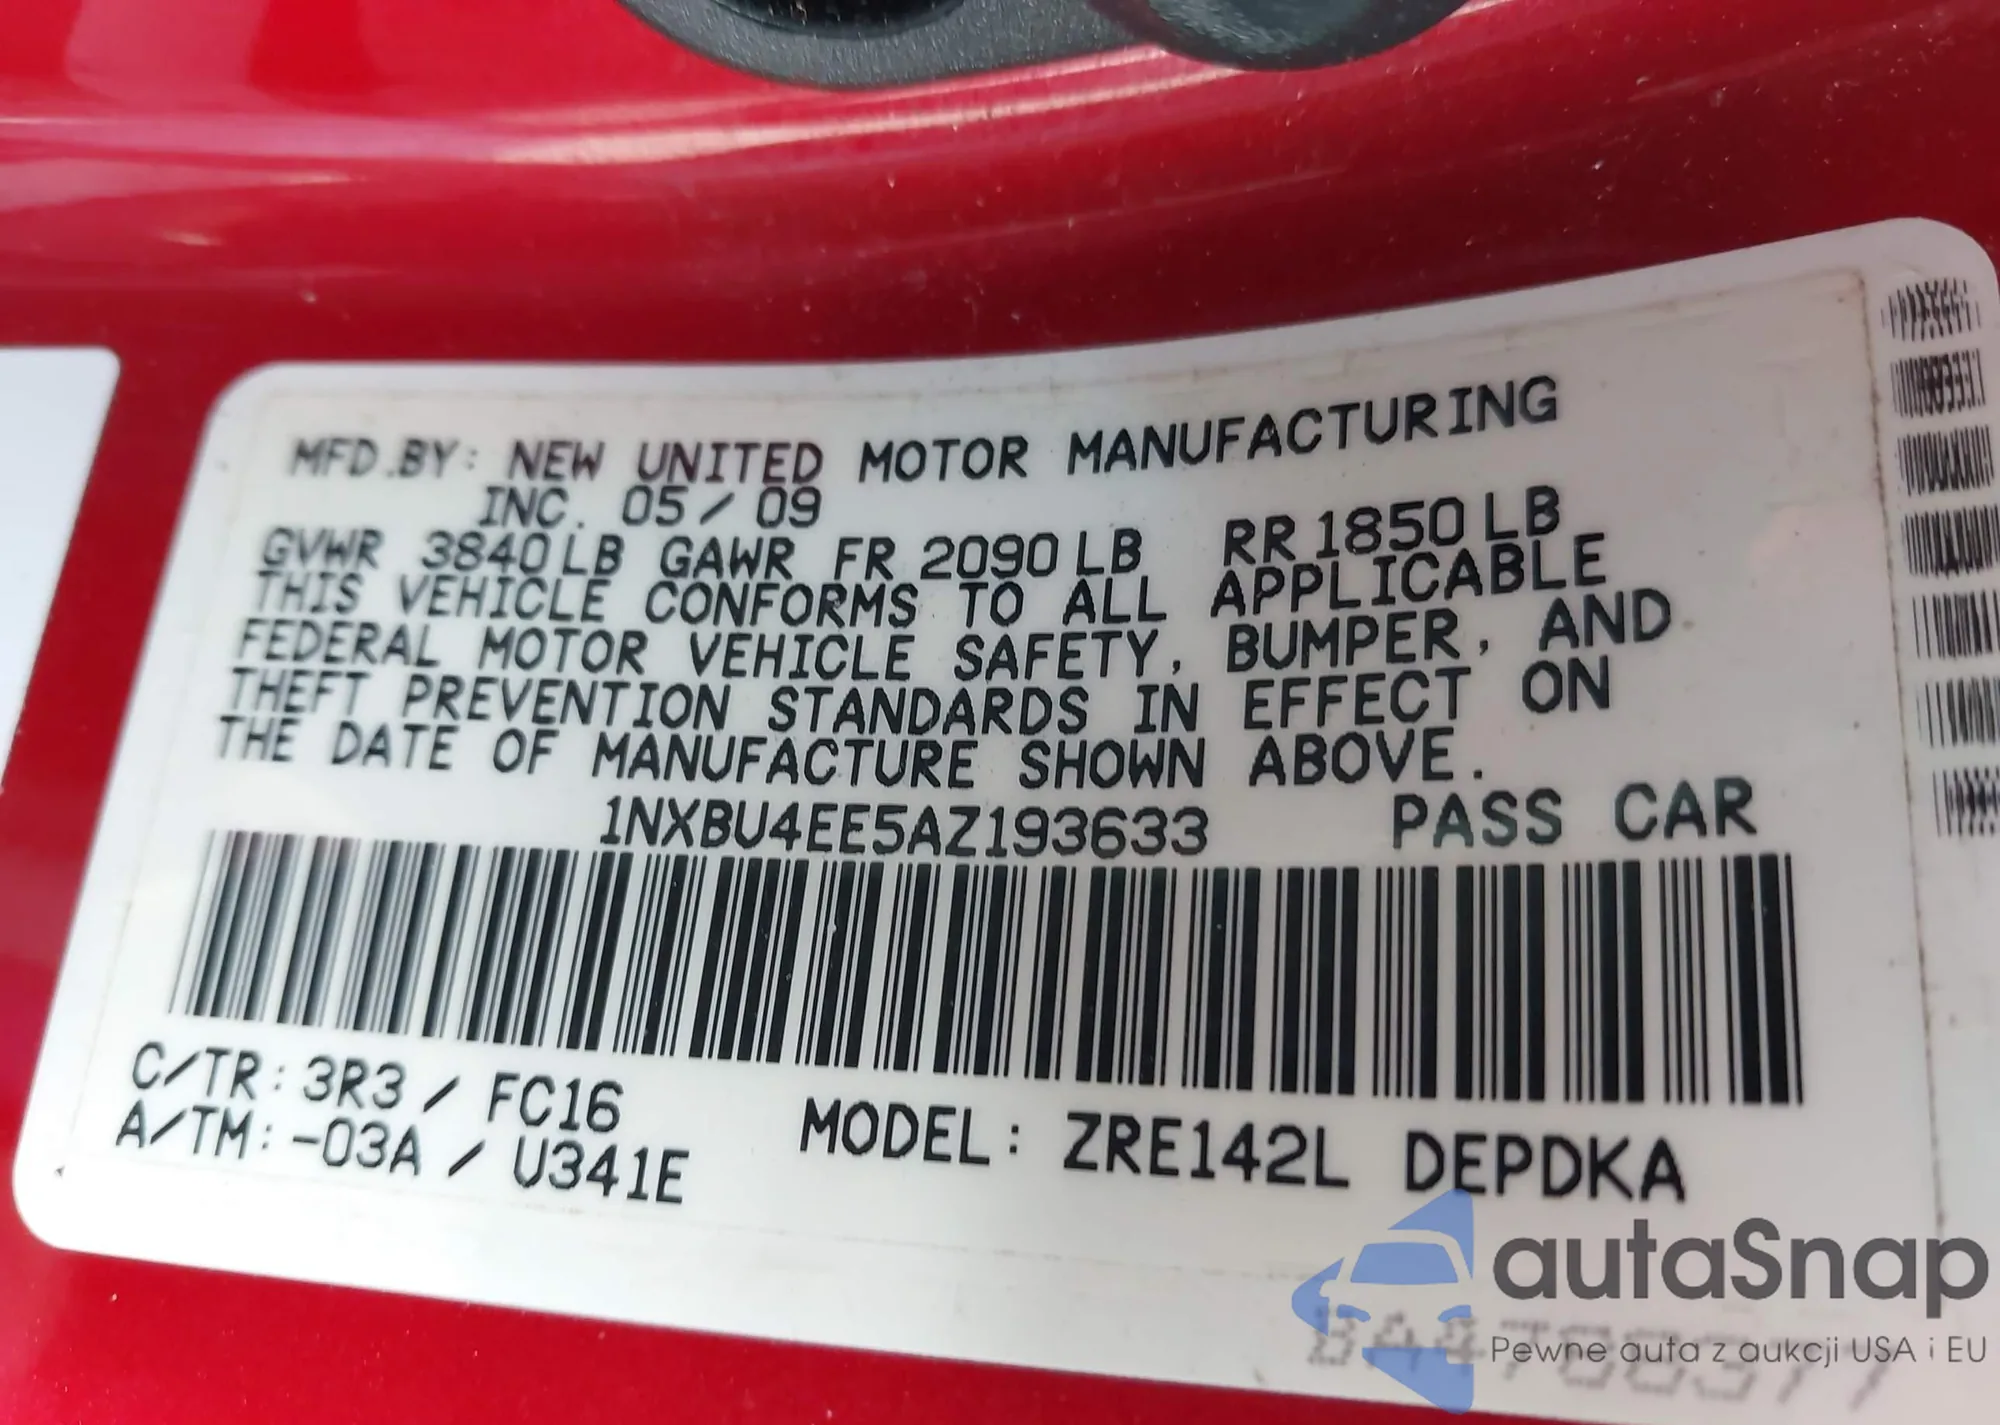 MFD.BY: NEW UNITED MOTOR MANUFACTURING
INC. 05/09
GVWR 3840LB GAWR FR 2090LB RR 1850LB
THIS VEHICLE CONFORMS TO ALL APPLICABLE
FEDERAL MOTOR VEHICLE SAFETY, BUMPER, AND
THEFT PREVENTION STANDARDS IN EFFECT ON
THE DATE OF MANUFACTURE SHOWN ABOVE.
1NXBU4EE5AZ193633 PASS CAR
C/TR: 3R3 / FC16
A/TM: -03A / U341E
MODEL: ZRE142L DEPDKA
autaSnap
Pewne auta z aukcji USA i EU